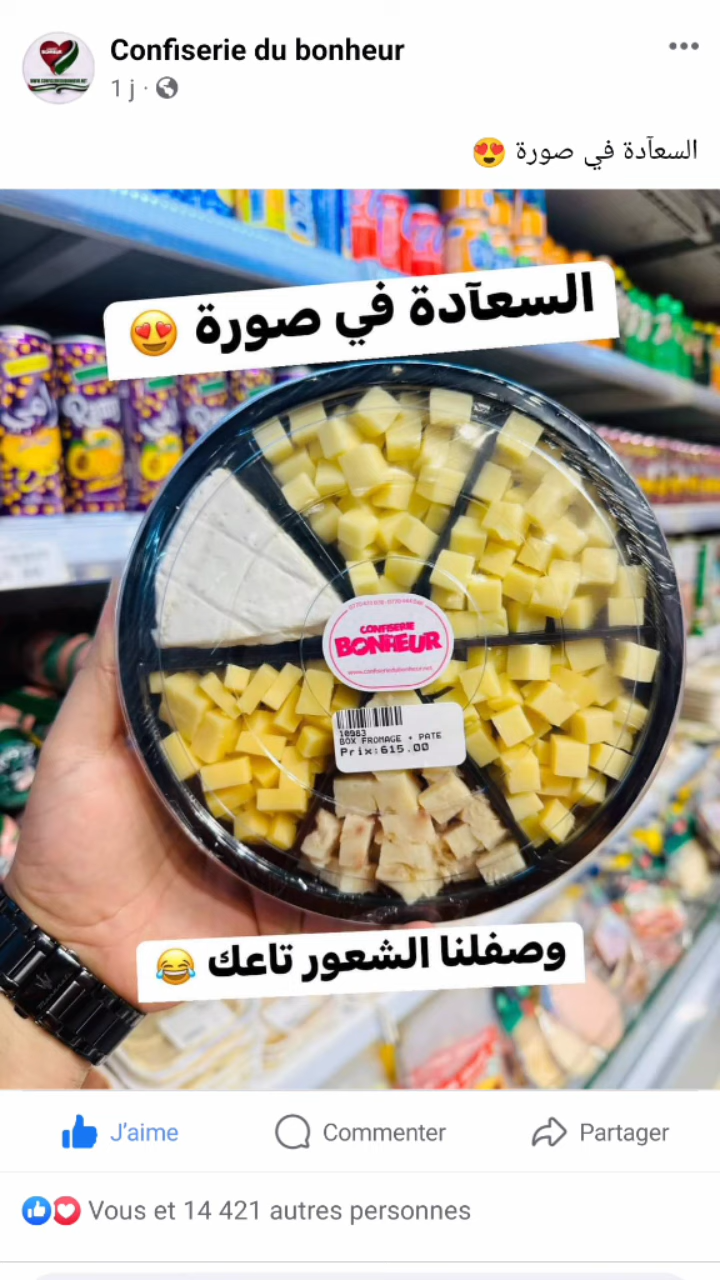 Confiserie du bonheur
1 j
السعآدة في صورة 😍
السعآدة في صورة 😍
CONFISERIE
BONHEUR
10983
BOX FROMAGE + PATE
Prix:615.00
وصفلنا الشعور تاعك 😂
J'aime
Commenter
Partager
Vous et 14 421 autres personnes